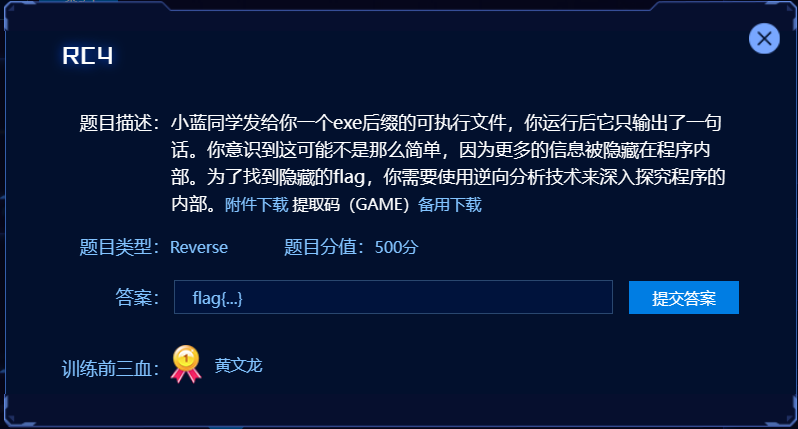 RC4
题目描述：小蓝同学发给你一个exe后缀的可执行文件，你运行后它只输出了一句
话。你意识到这可能不是那么简单，因为更多的信息被隐藏在程序内
部。为了找到隐藏的flag，你需要使用逆向分析技术来深入探究程序的
内部。附件下载 提取码（GAME）备用下载
题目类型：Reverse 题目分值：500分
答案： flag{...} 提交答案
训练前三血： 1 黄文龙